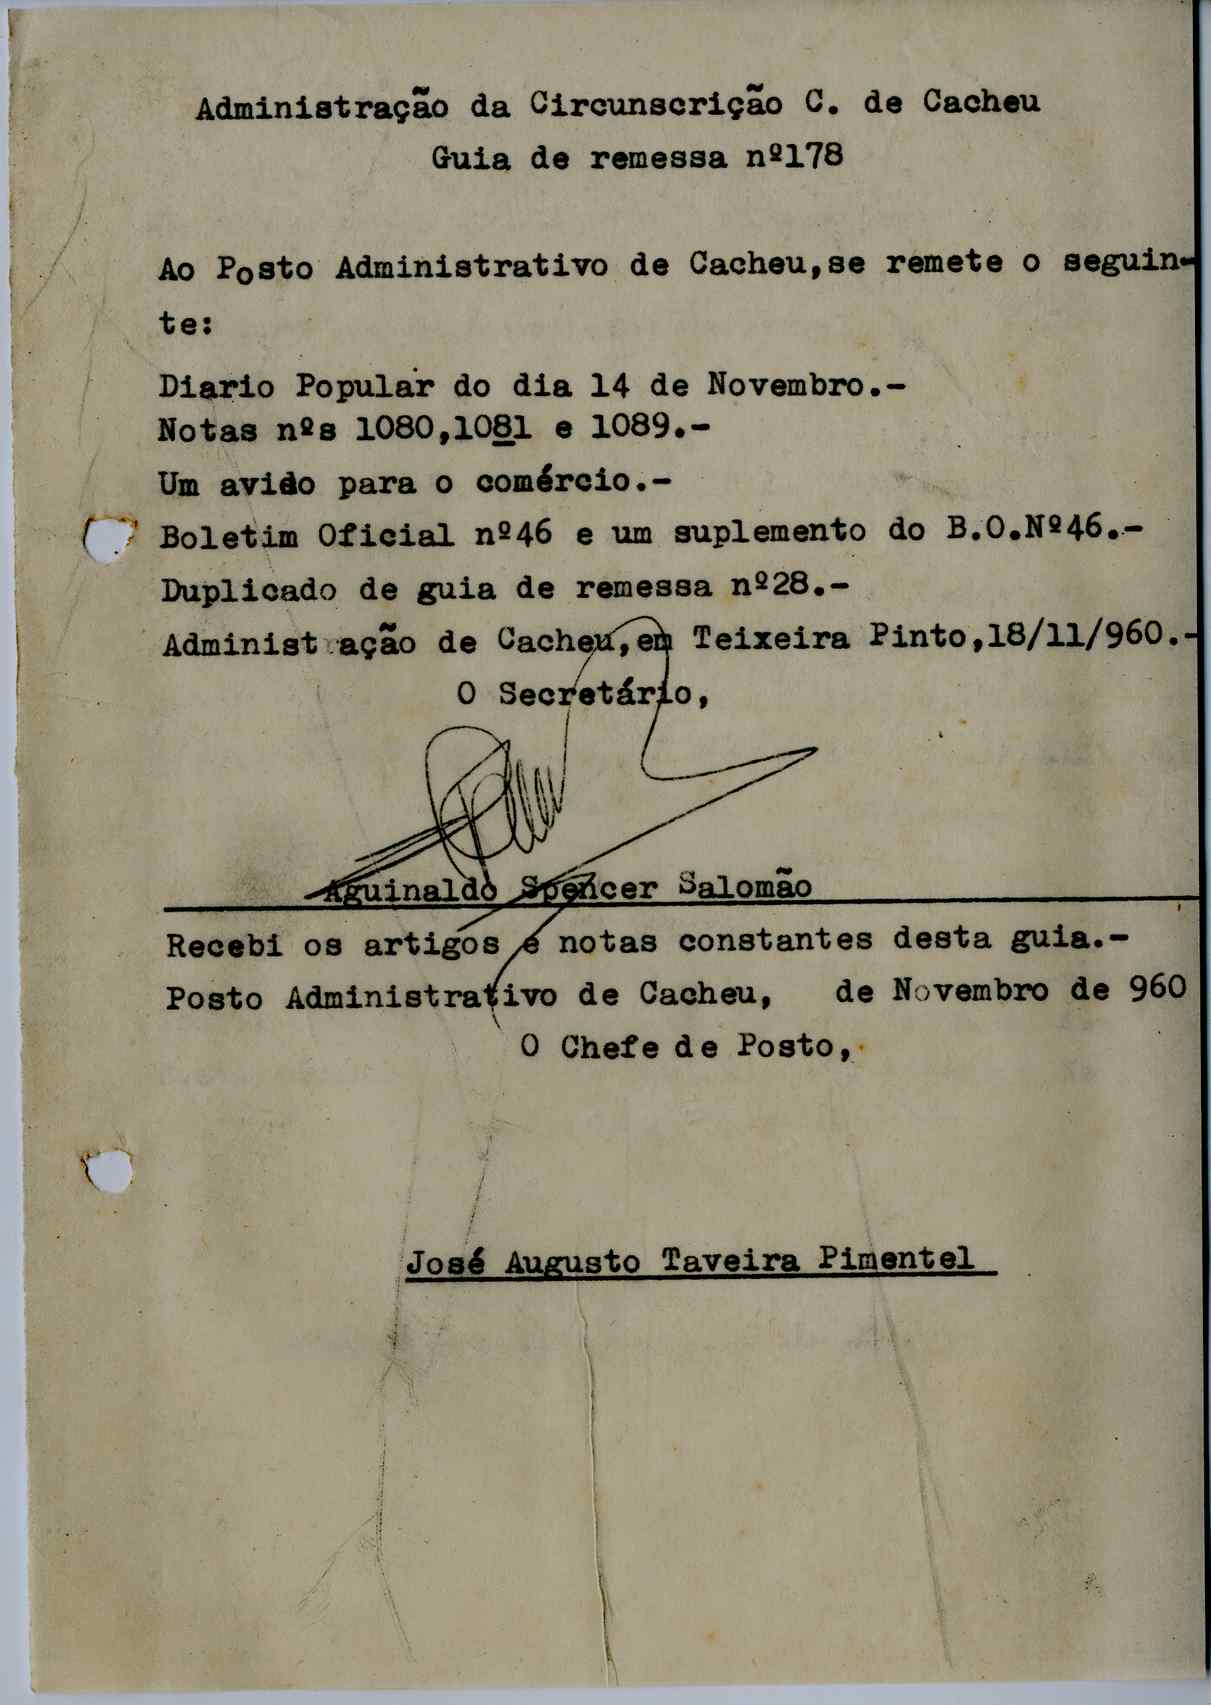 Administração da Circunscrição C. de Cacheu
Guia de remessa nº178
Ao Posto Administrativo de Cacheu,se remete o seguin-
te:
Diario Popular do dia 14 de Novembro.-
Notas nºs 1080,1081 e 1089.-
Um avido para o comércio.-
Boletim Oficial nº46 e um suplemento do B.O.Nº46.-
Duplicado de guia de remessa nº28.-
Administ ação de Cacheu,em Teixeira Pinto,18/11/960.-
O Secretário,
Aguinaldo Spencer Salomão
Recebi os artigos e notas constantes desta guia.-
Posto Administrativo de Cacheu,   de Novembro de 960
O Chefe de Posto,
José Augusto Taveira Pimentel